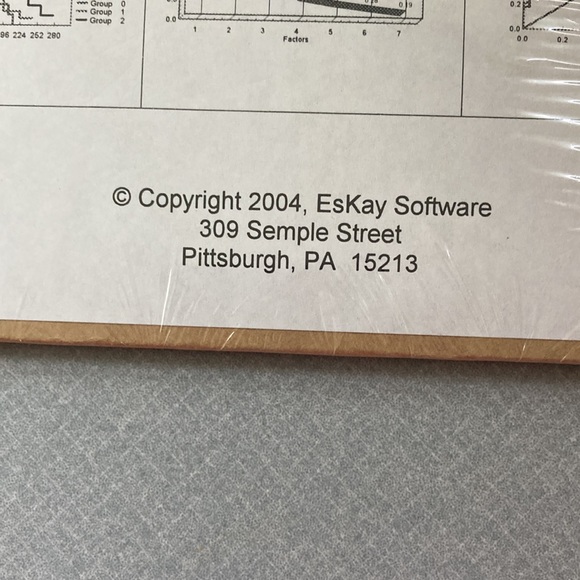 Group 0
Group 1
Group 2
96 224 252 280
0.0
1 2 3 4 5 6 7
Factors
0.2
0.0
0.0 0.2
© Copyright 2004, EsKay Software
309 Semple Street
Pittsburgh, PA 15213